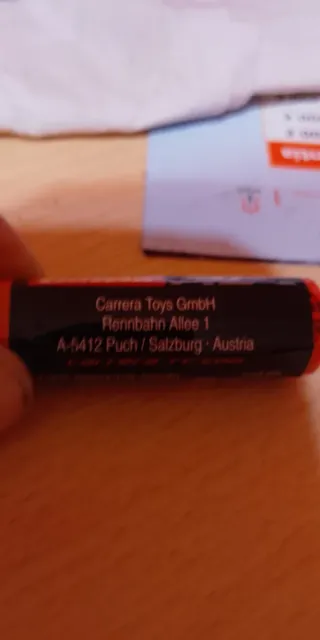 Carrera Toys GmbH
Rennbahn Allee 1
A-5412 Puch / Salzburg · Austria